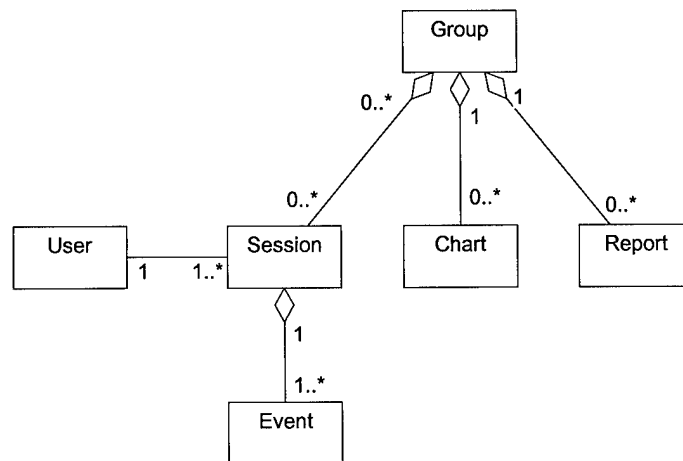 Group
0..*
1
1
0..*
0..*
0..*
User
Session
Chart
Report
1
1..*
1
1..*
Event